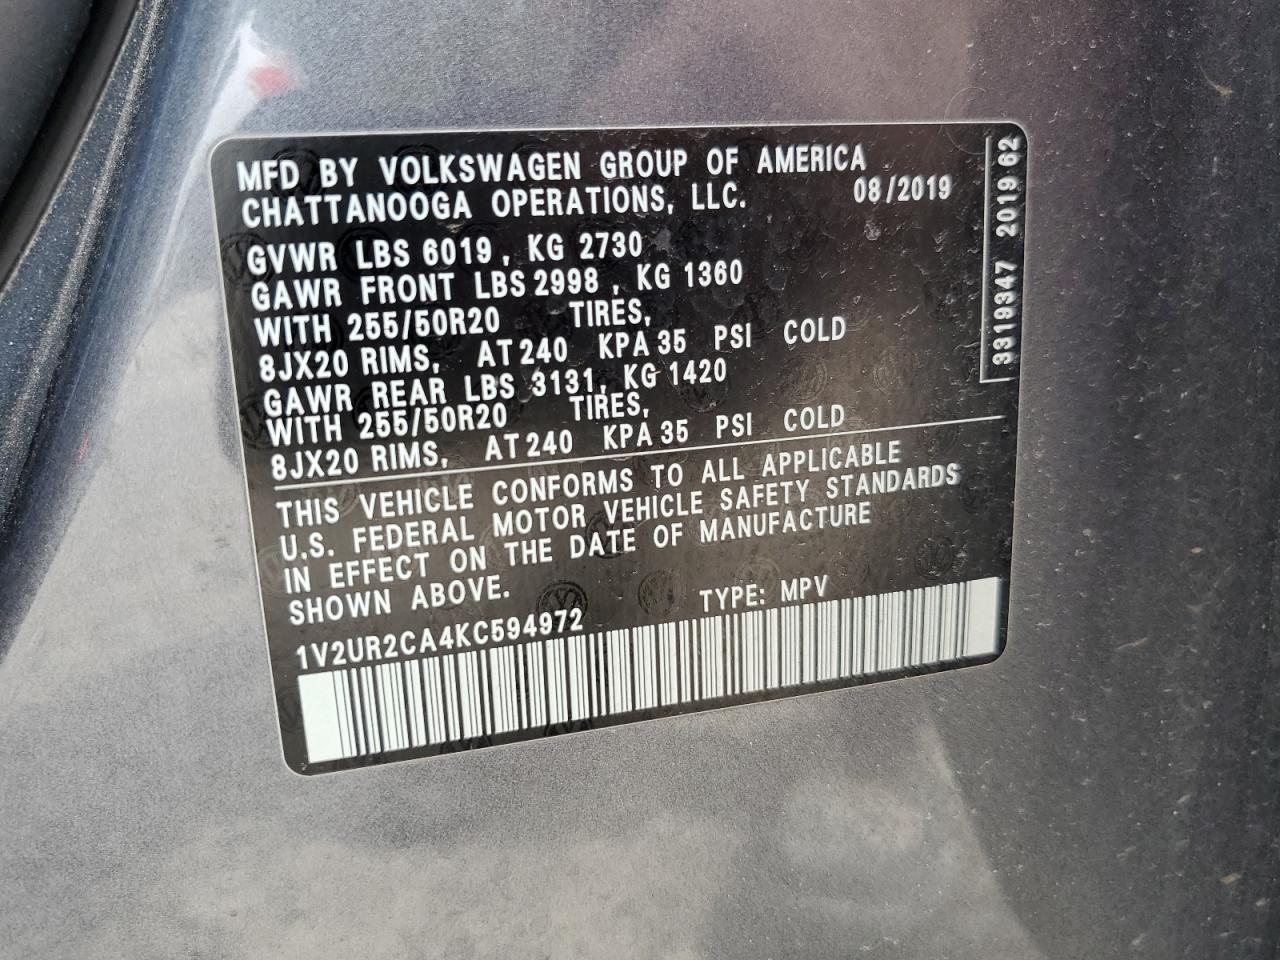 MFD BY VOLKSWAGEN GROUP OF AMERICA
CHATTANOOGA OPERATIONS, LLC. 08/2019
GVWR LBS 6019, KG 2730
GAWR FRONT LBS 2998, KG 1360
WITH 255/50R20 TIRES,
8JX20 RIMS, AT 240 KPA 35 PSI COLD
GAWR REAR LBS 3131, KG 1420
WITH 255/50R20 TIRES,
8JX20 RIMS, AT 240 KPA 35 PSI COLD
THIS VEHICLE CONFORMS TO ALL APPLICABLE
U.S. FEDERAL MOTOR VEHICLE SAFETY STANDARDS
IN EFFECT ON THE DATE OF MANUFACTURE
SHOWN ABOVE.
1V2UR2CA4KC594972 TYPE: MPV
3319347 2019 62